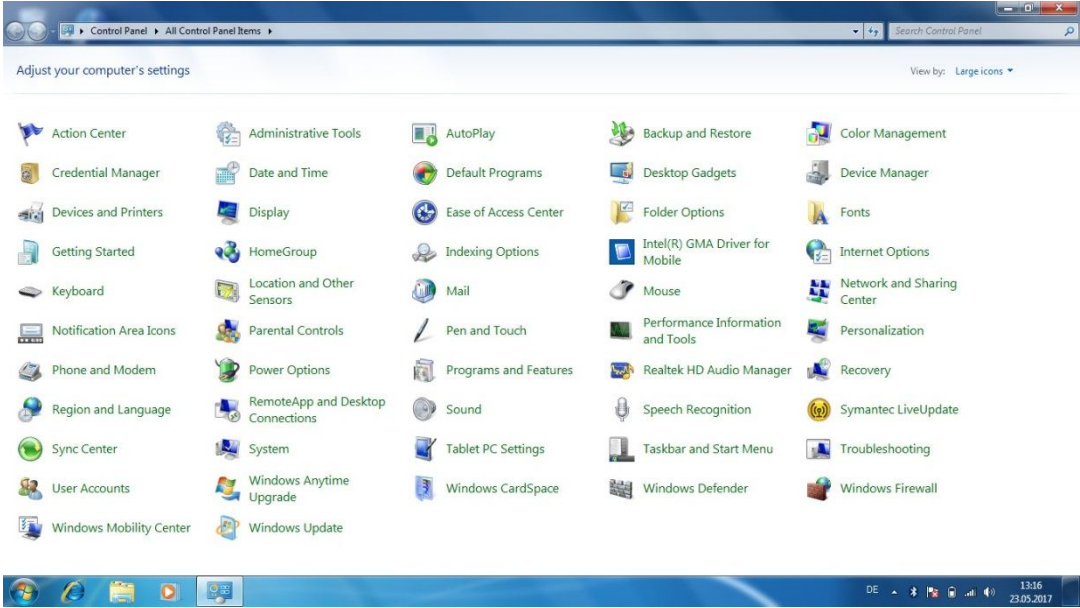 Control Panel All Control Panel Items
Search Control Panel
Adjust your computer's settings
View by: Large icons
Action Center
Administrative Tools
AutoPlay
Backup and Restore
Color Management
Credential Manager
Date and Time
Default Programs
Desktop Gadgets
Device Manager
Devices and Printers
Display
Ease of Access Center
Folder Options
Fonts
Getting Started
HomeGroup
Indexing Options
Intel(R) GMA Driver for
Mobile
Internet Options
Keyboard
Location and Other
Sensors
Mail
Mouse
Network and Sharing
Center
Notification Area Icons
Parental Controls
Pen and Touch
Performance Information
and Tools
Personalization
Phone and Modem
Power Options
Programs and Features
Realtek HD Audio Manager
Recovery
Region and Language
RemoteApp and Desktop
Connections
Sound
Speech Recognition
Symantec LiveUpdate
Sync Center
System
Tablet PC Settings
Taskbar and Start Menu
Troubleshooting
User Accounts
Windows Anytime
Upgrade
Windows CardSpace
Windows Defender
Windows Firewall
Windows Mobility Center
Windows Update
DE
13:16
23.05.2017